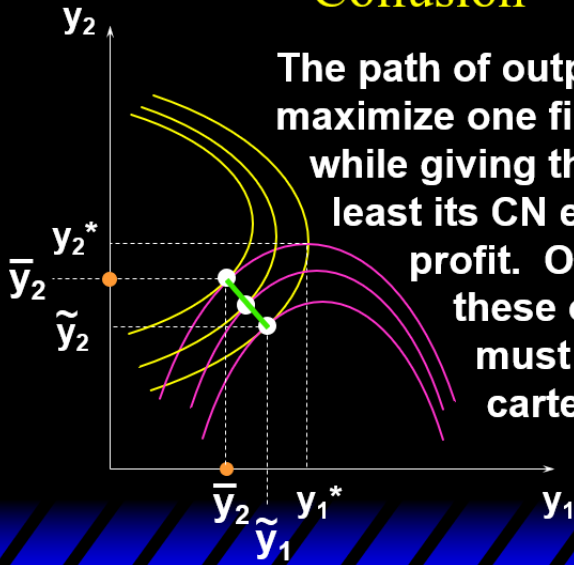 Collusion
y₂
The path of outp
maximize one fi
while giving th
least its CN e
profit. O
these
must
carte
y₂*
ȳ₂
ỹ₂
ȳ₂
y₁*
y₁
ỹ₁